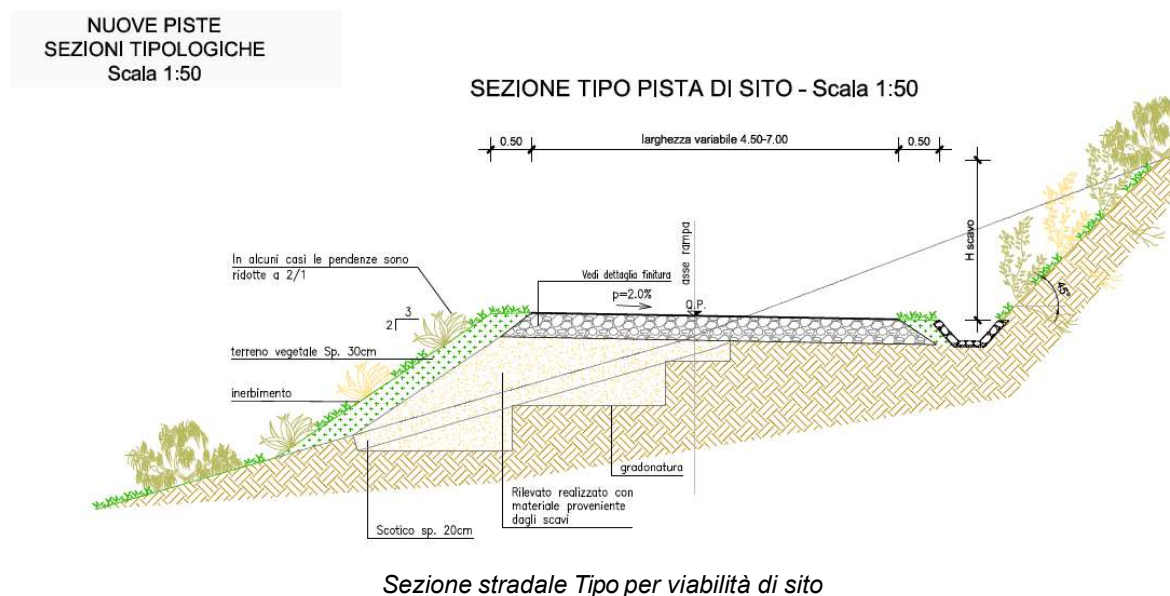 NUOVE PISTE
SEZIONI TIPOLOGICHE
Scala 1:50
SEZIONE TIPO PISTA DI SITO - Scala 1:50
0.50
larghezza variabile 4.50-7.00
0.50
H scavo
In alcuni casi le pendenze sono
ridotte a 2/1
Vedi dettaglio finitura
asse rampa
p=2.0%
Q.P.
45°
3
2
terreno vegetale Sp. 30cm
inerbimento
gradonatura
Rilevato realizzato con
materiale proveniente
dagli scavi
Scotico sp. 20cm
Sezione stradale Tipo per viabilità di sito